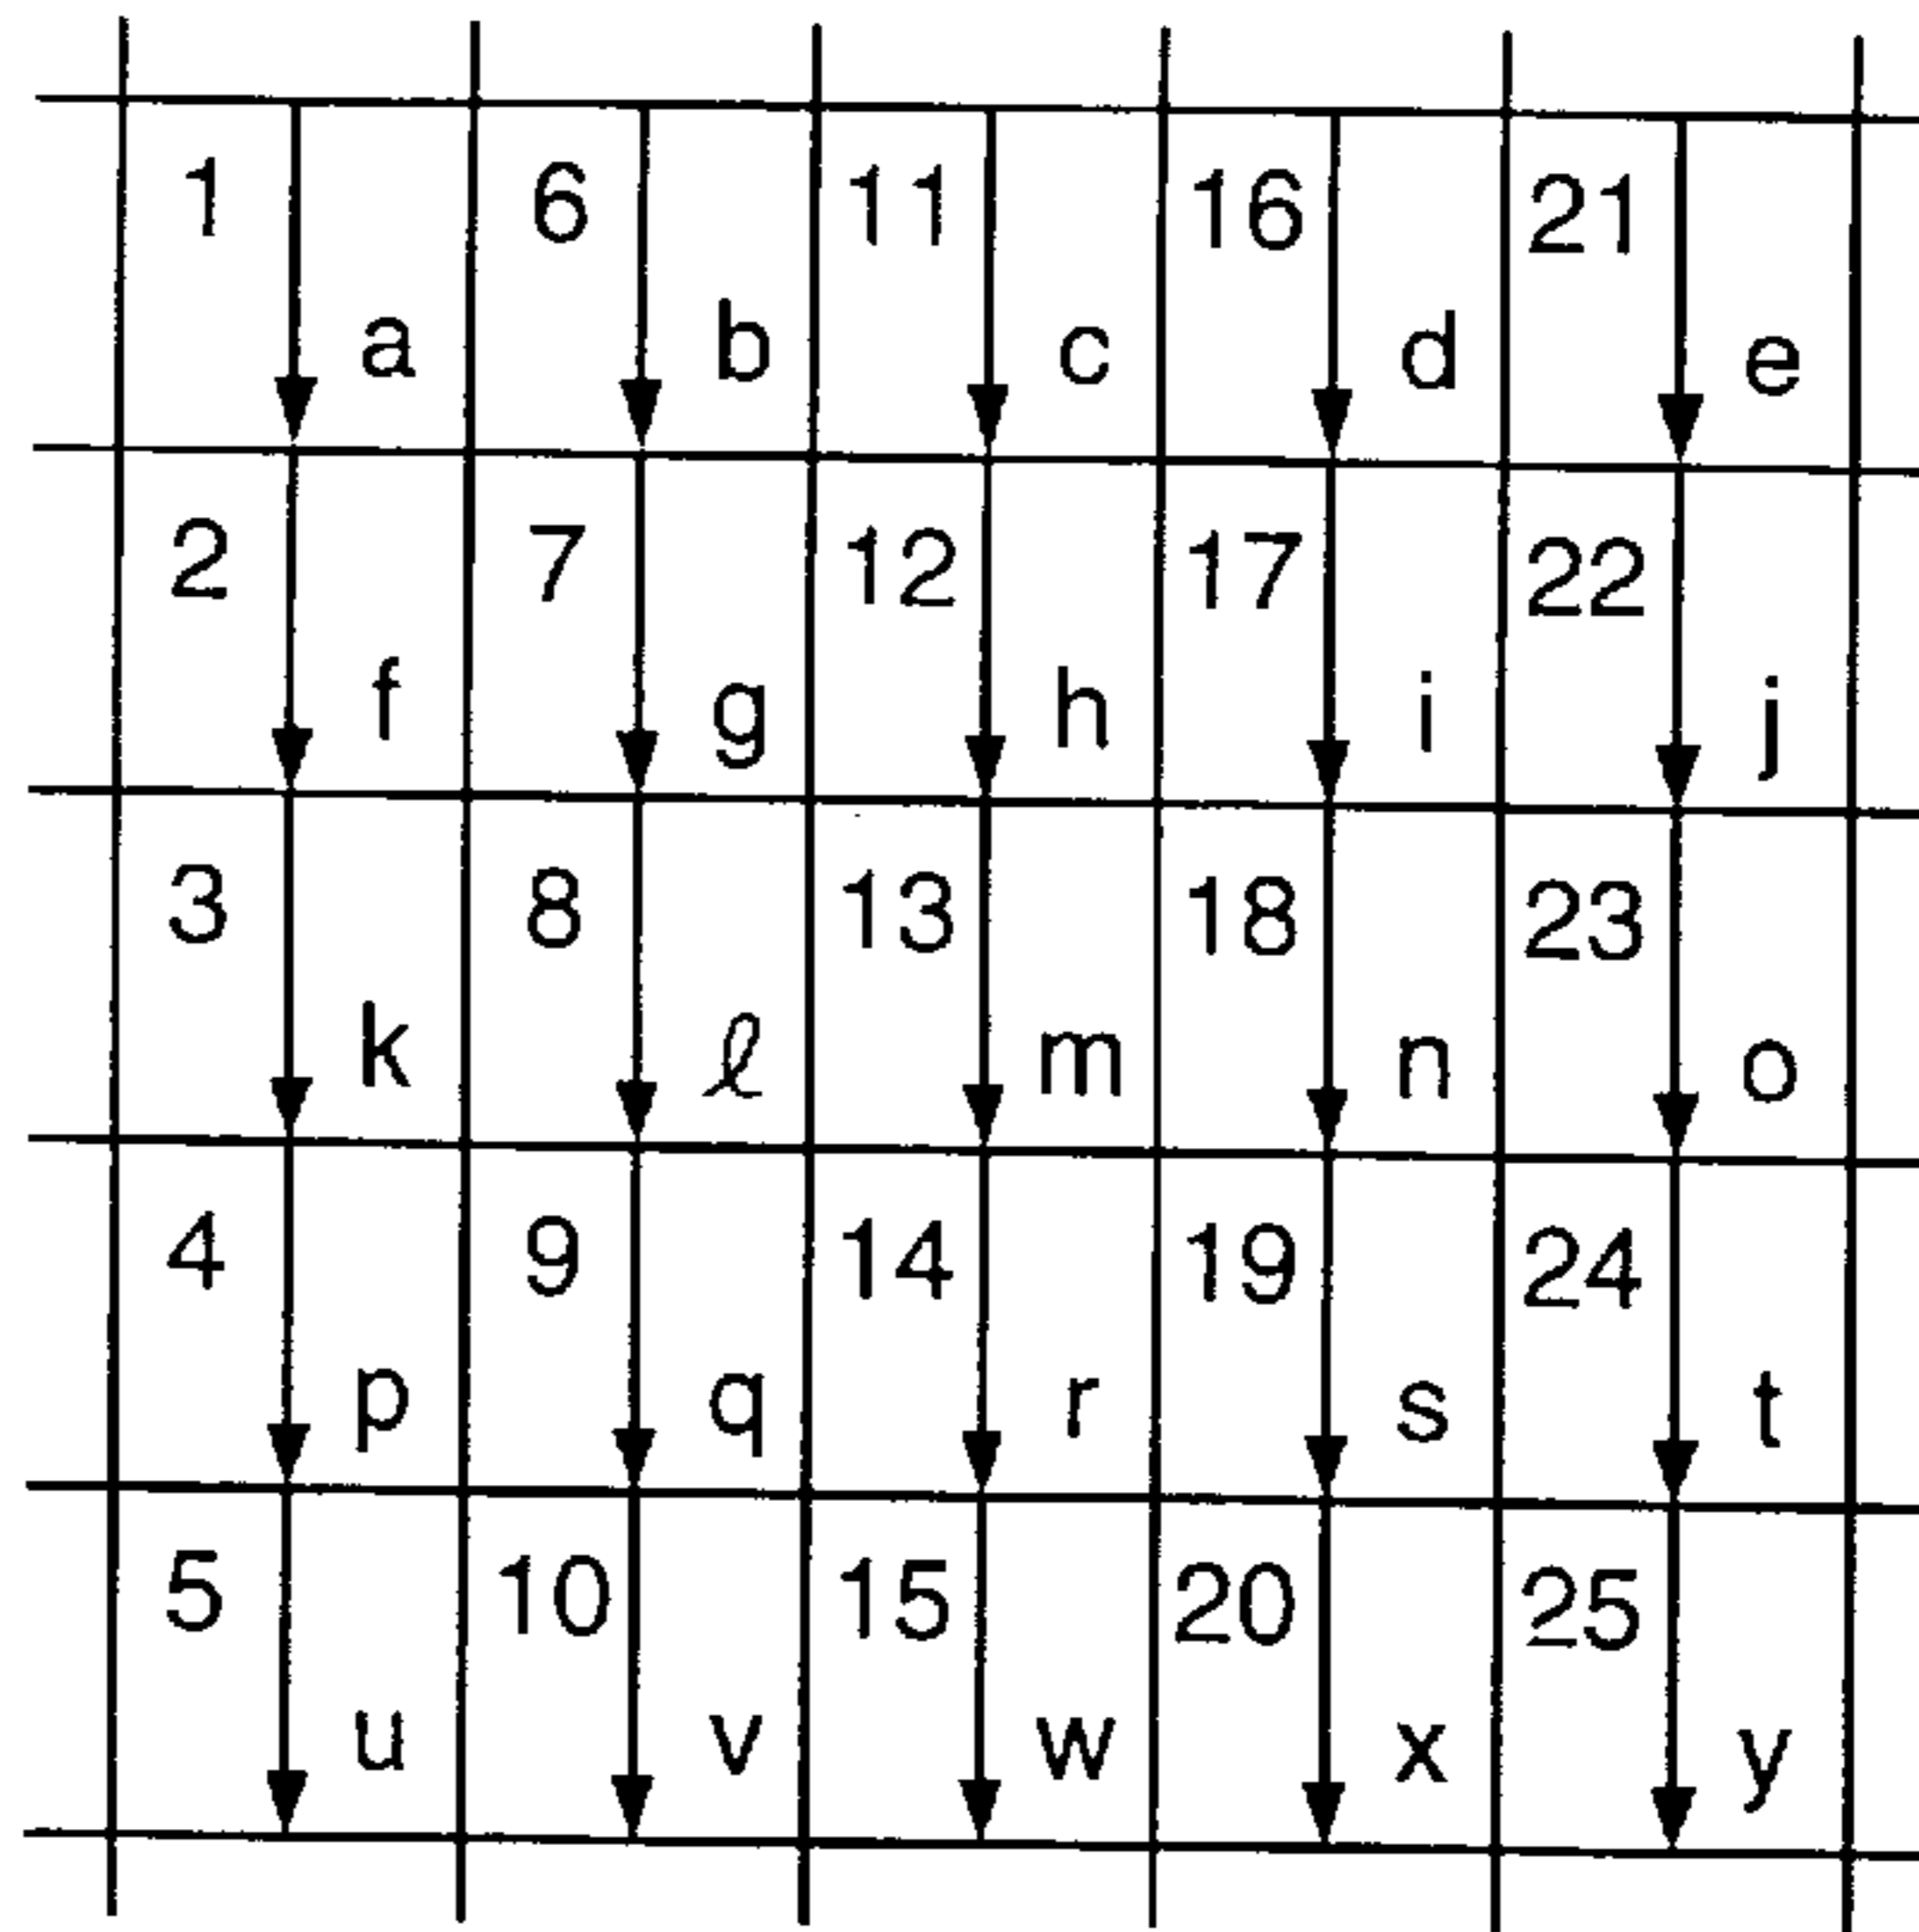 1 6 11 16 21
a b c d e
2 7 12 17 22
f g h i j
3 8 13 18 23
k ℓ m n o
4 9 14 19 24
p q r s t
5 10 15 20 25
u v w x y